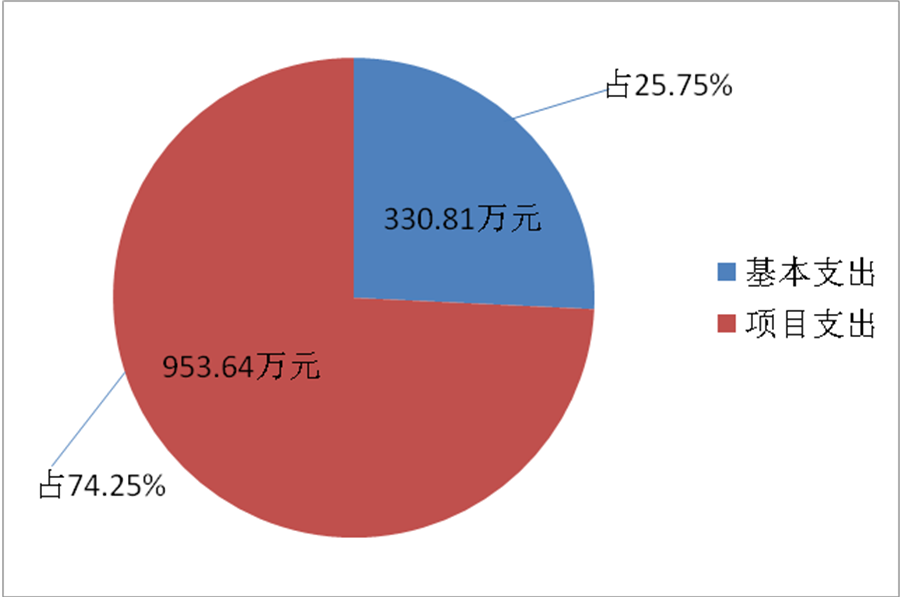 占25.75%
330.81万元
基本支出
项目支出
953.64万元
占74.25%